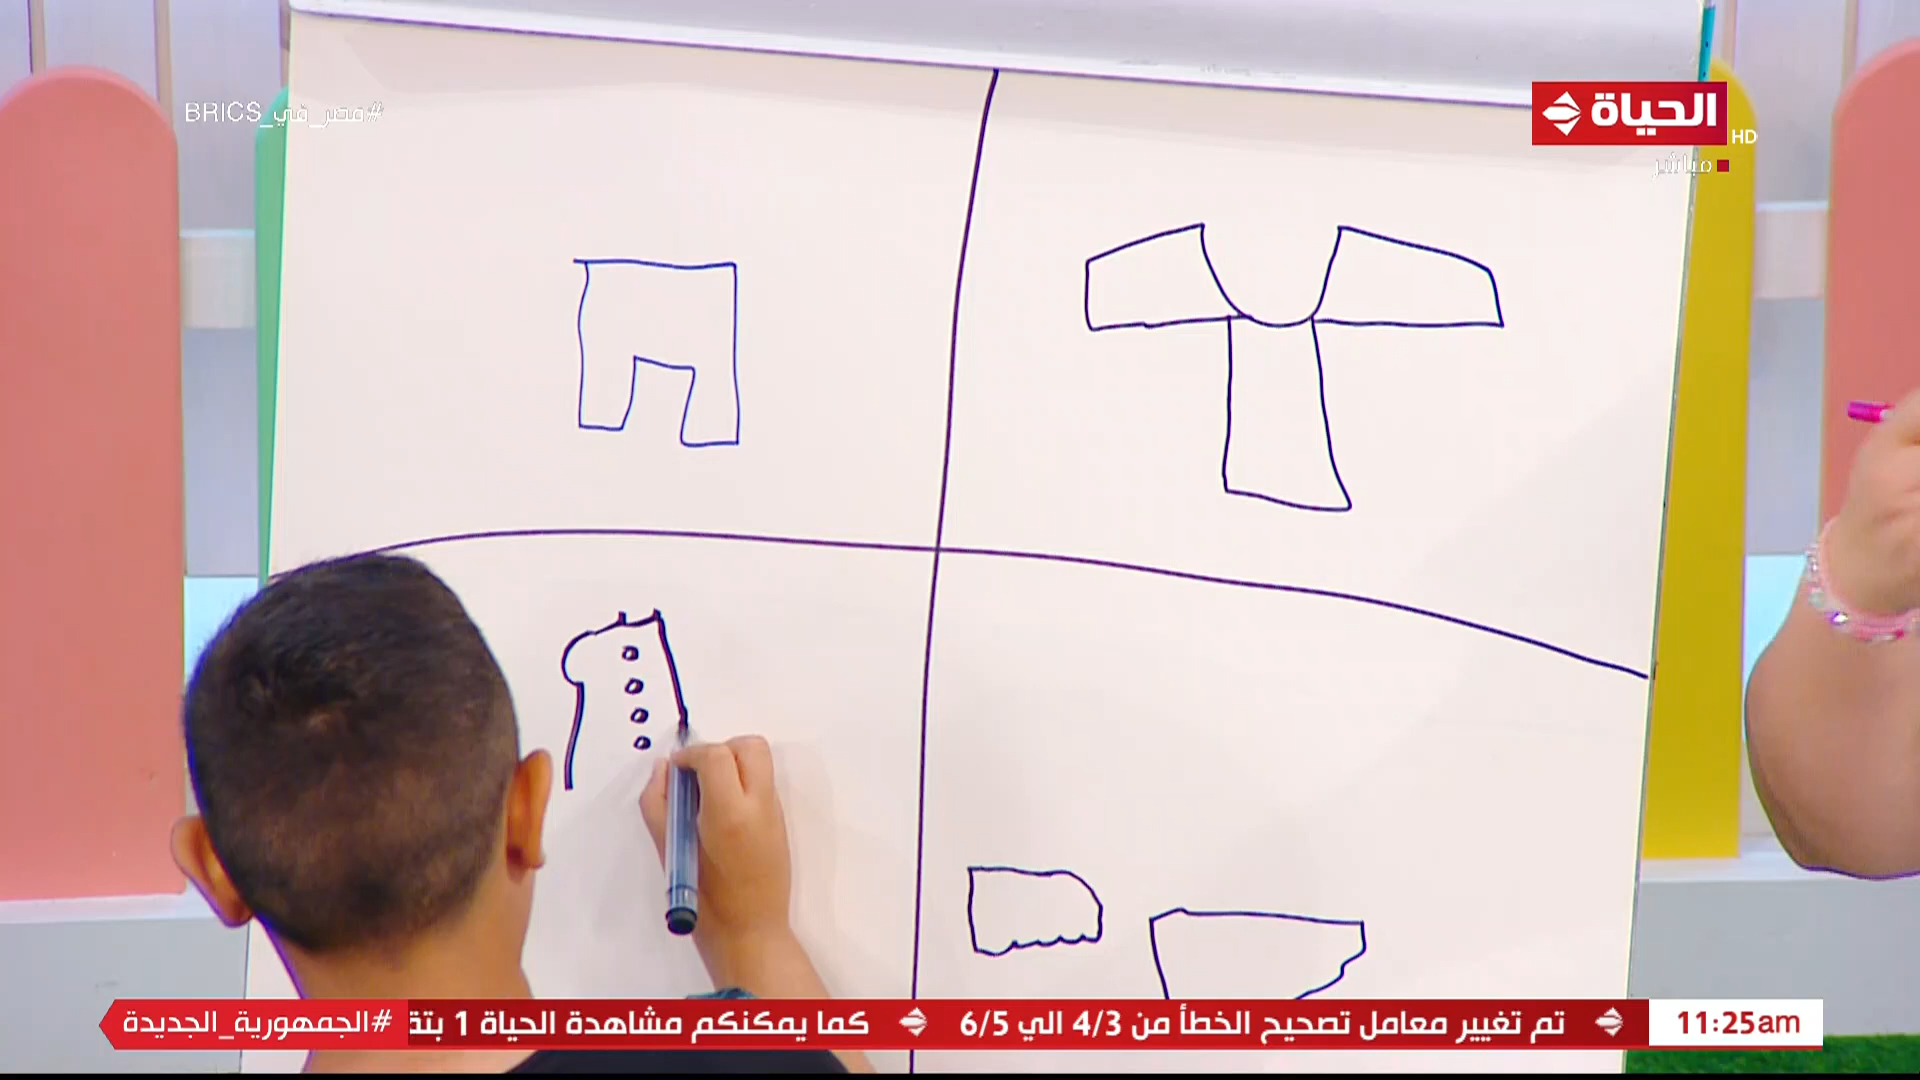 #مصر_في_BRICS
الحياة
HD
مباشر
#الجمهورية_الجديدة
تم تغيير معامل تصحيح الخطأ من 4/3 الي 6/5
كما يمكنكم مشاهدة الحياة 1 بتة
11:25am